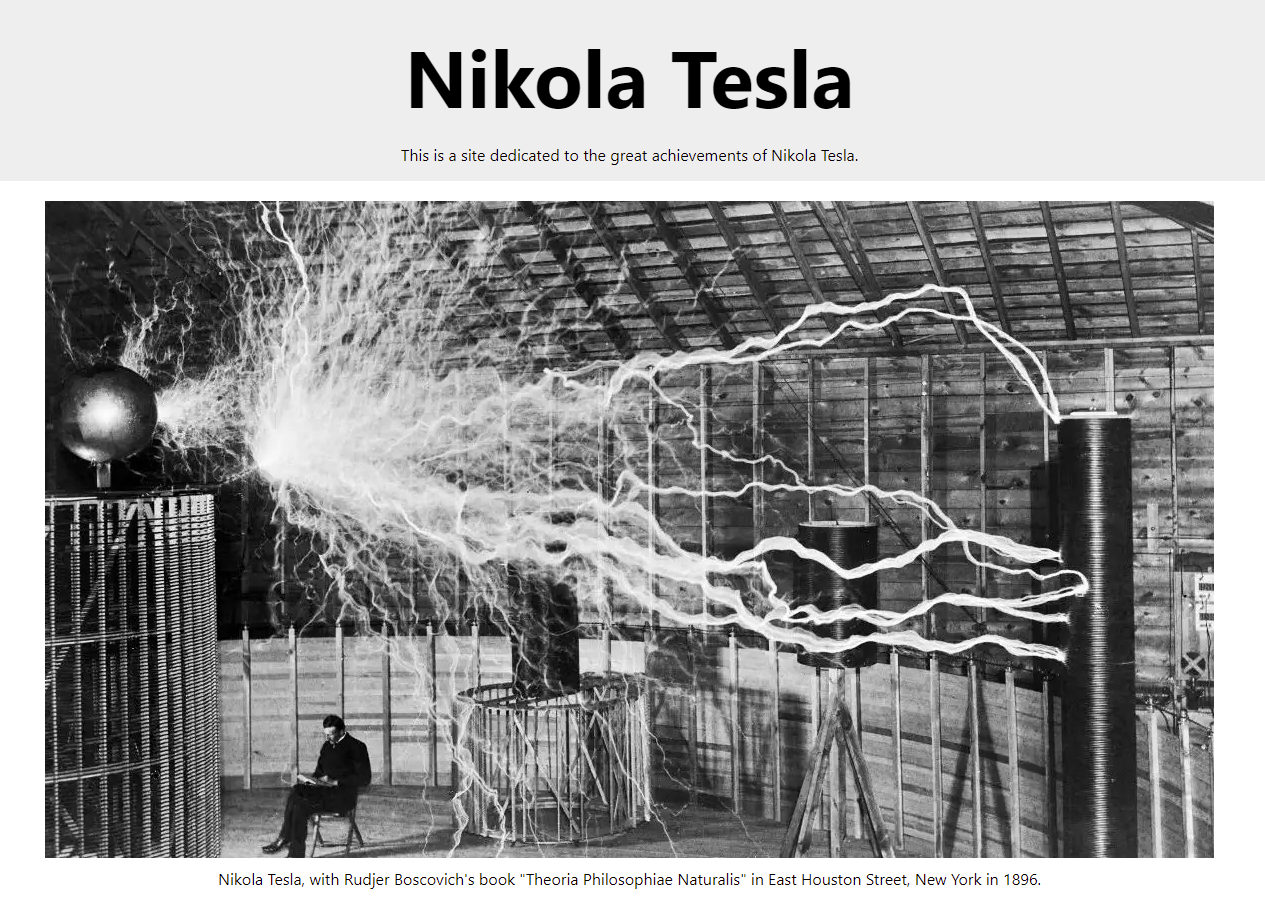 Nikola Tesla
This is a site dedicated to the great achievements of Nikola Tesla.
Nikola Tesla, with Rudjer Boscovich's book "Theoria Philosophiae Naturalis" in East Houston Street, New York in 1896.